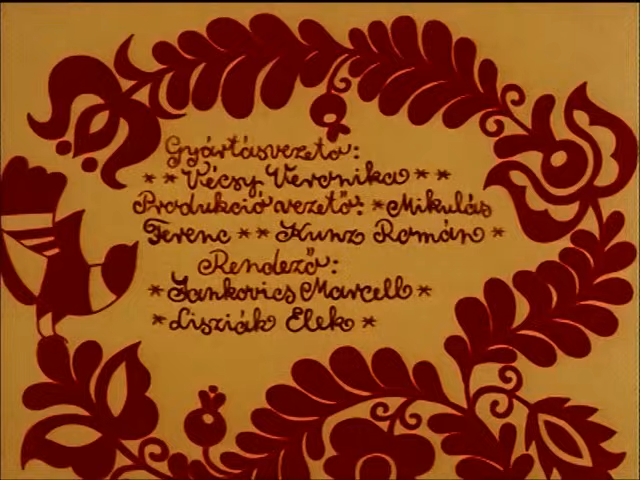 Gyártásvezető:
* * Vécsy Veronika * *
Produkció vezető: * Mikulás
Ferenc * * Kunz Román *
Rendező:
* Jankovics Marcell *
* Lisziák Elek *